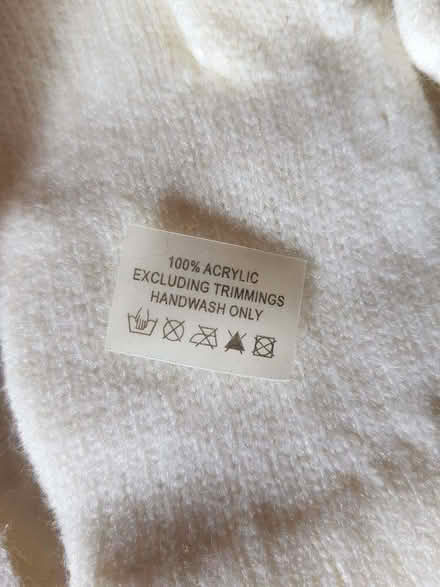 100% ACRYLIC
EXCLUDING TRIMMINGS
HANDWASH ONLY